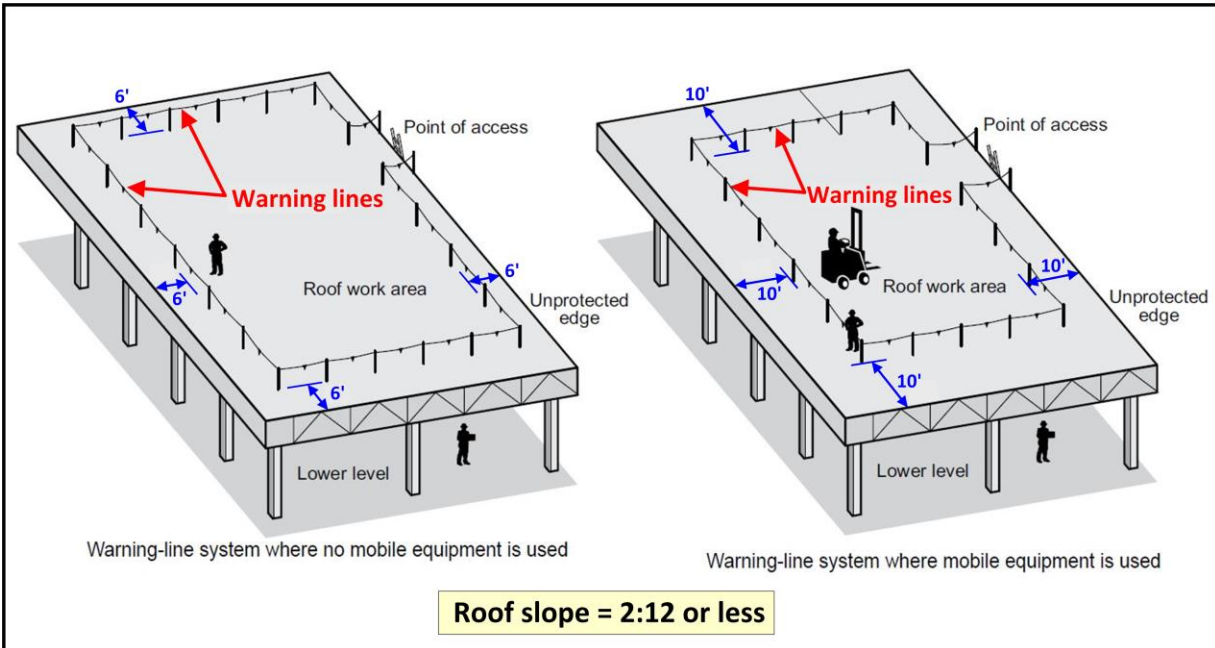 6'
Point of access
Warning lines
6'
6'
Roof work area
Unprotected
edge
6'
Lower level
Warning-line system where no mobile equipment is used
10'
Point of access
Warning lines
10'
10'
Roof work area
Unprotected
edge
10'
Lower level
Warning-line system where mobile equipment is used
Roof slope = 2:12 or less